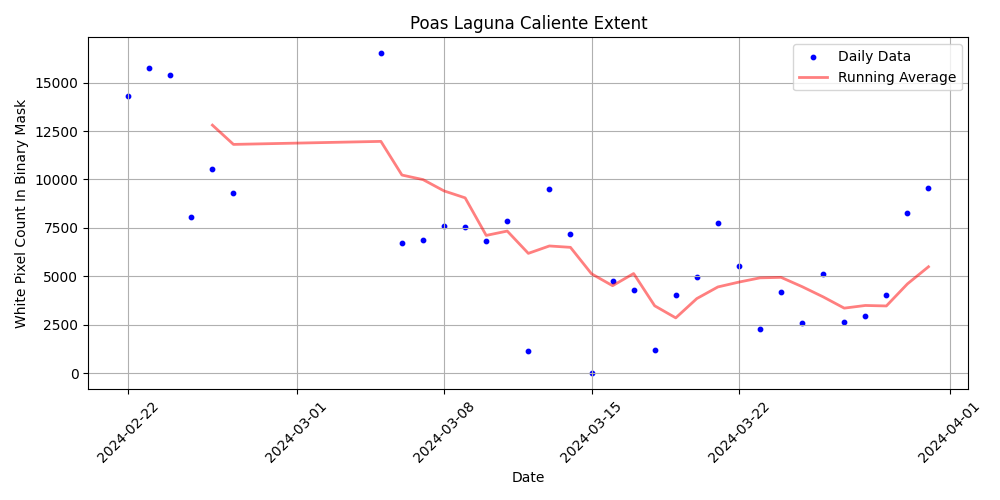 Poas Laguna Caliente Extent
Daily Data
Running Average
White Pixel Count In Binary Mask
15000
12500
10000
7500
5000
2500
0
2024-02-22
2024-03-01
2024-03-08
2024-03-15
2024-03-22
2024-04-01
Date